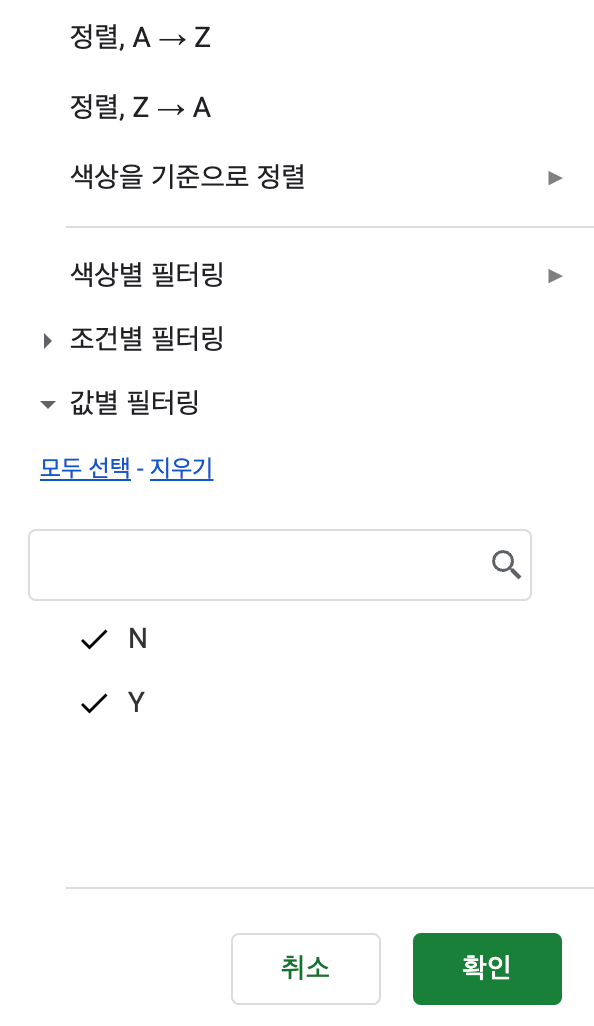 정렬, A → Z
정렬, Z → A
색상을 기준으로 정렬
색상별 필터링
조건별 필터링
값별 필터링
모두 선택 - 지우기
N
Y
취소 확인